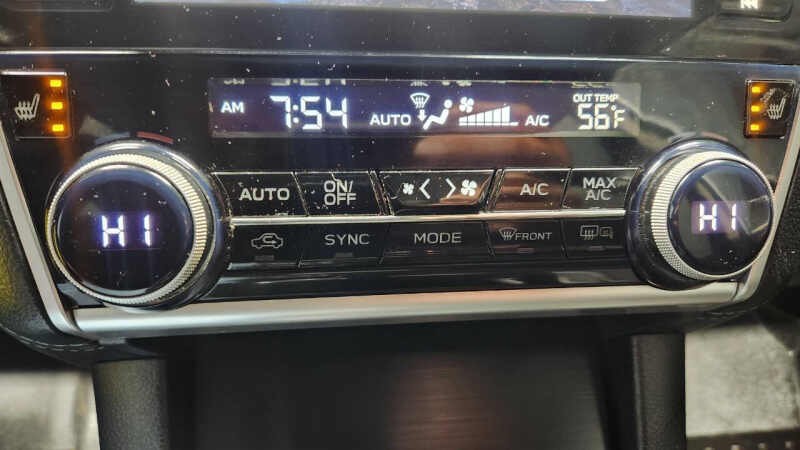 AM 7:54 AUTO A/C OUT TEMP 56°F
AUTO ON/OFF A/C MAX A/C
HI HI
SYNC MODE FRONT